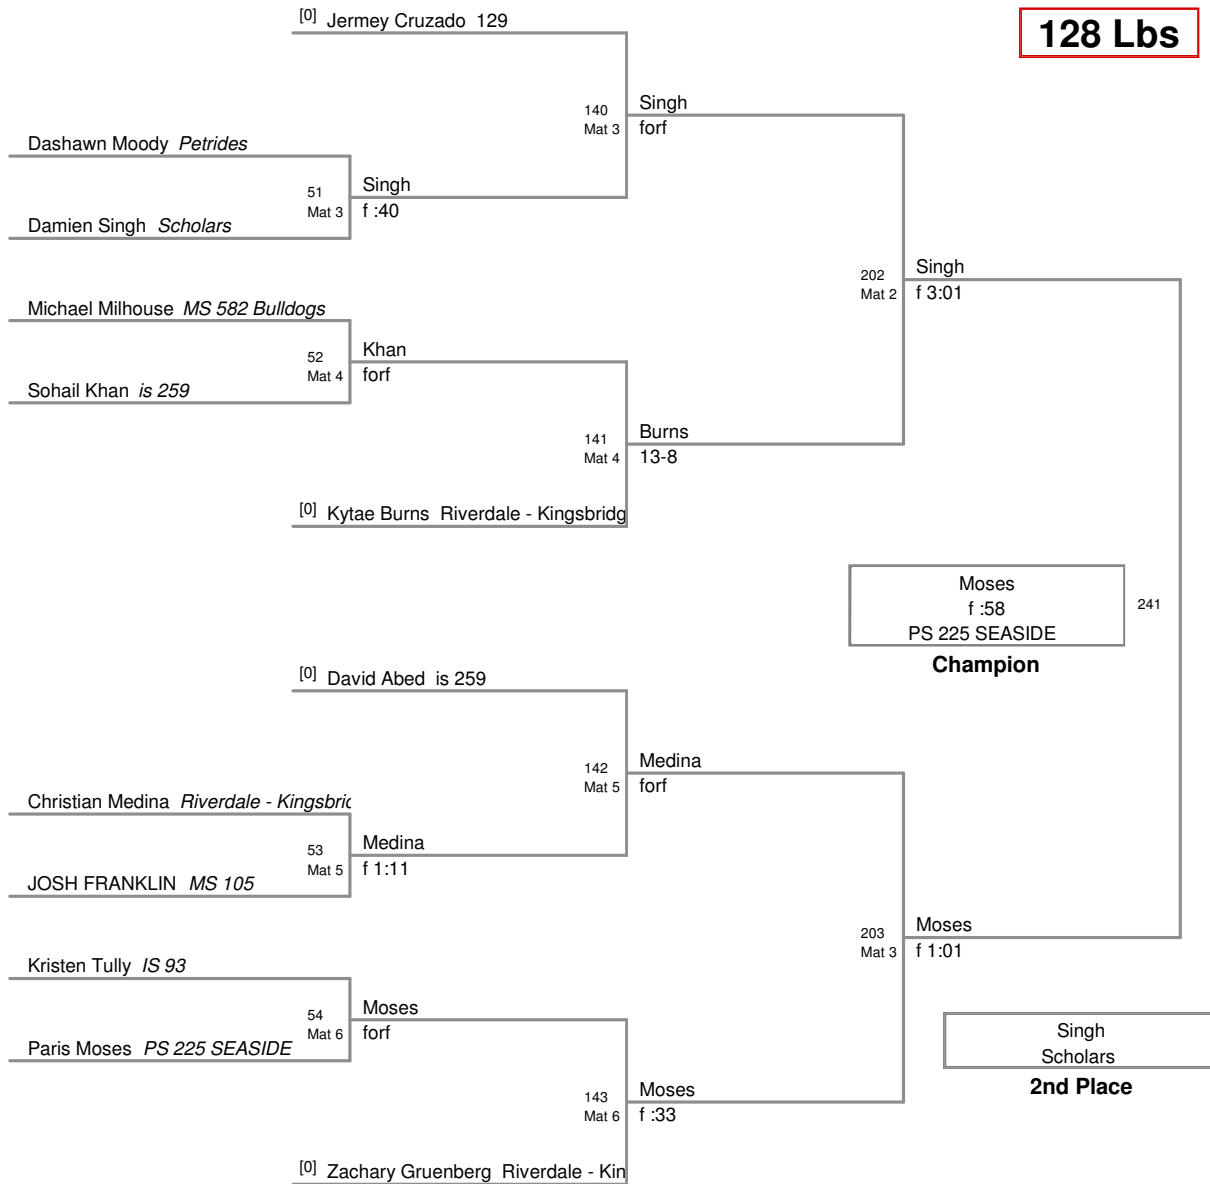 [0] Jermey Cruzado 129
128 Lbs
140
Mat 3
Singh
forf
Dashawn Moody Petrides
51
Mat 3
Singh
f :40
Damien Singh Scholars
202
Mat 2
Singh
f 3:01
Michael Milhouse MS 582 Bulldogs
52
Mat 4
Khan
forf
Sohail Khan is 259
141
Mat 4
Burns
13-8
[0] Kytae Burns Riverdale - Kingsbridg
Moses
f :58
PS 225 SEASIDE
241
Champion
[0] David Abed is 259
142
Mat 5
Medina
forf
Christian Medina Riverdale - Kingsbric
53
Mat 5
Medina
f 1:11
JOSH FRANKLIN MS 105
203
Mat 3
Moses
f 1:01
Kristen Tully IS 93
54
Mat 6
Moses
forf
Paris Moses PS 225 SEASIDE
Singh
Scholars
2nd Place
143
Mat 6
Moses
f :33
[0] Zachary Gruenberg Riverdale - Kin